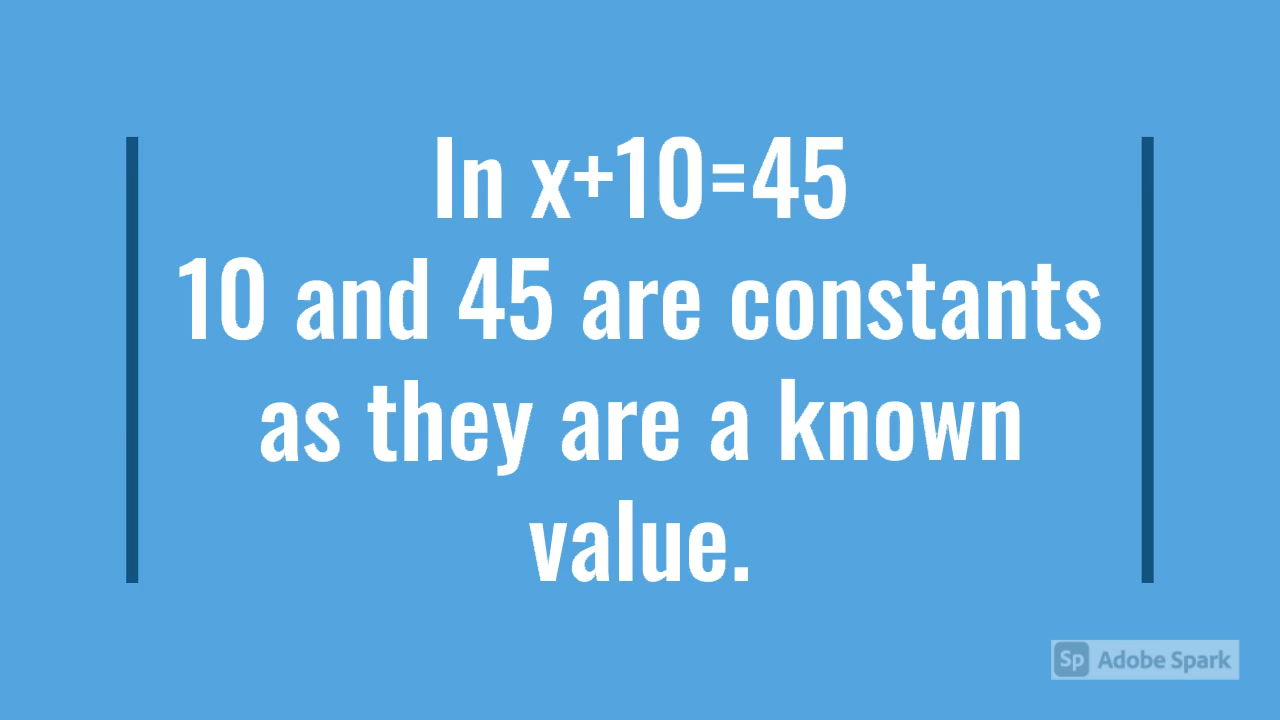 In x+10=45
10 and 45 are constants
as they are a known
value.
Sp Adobe Spark